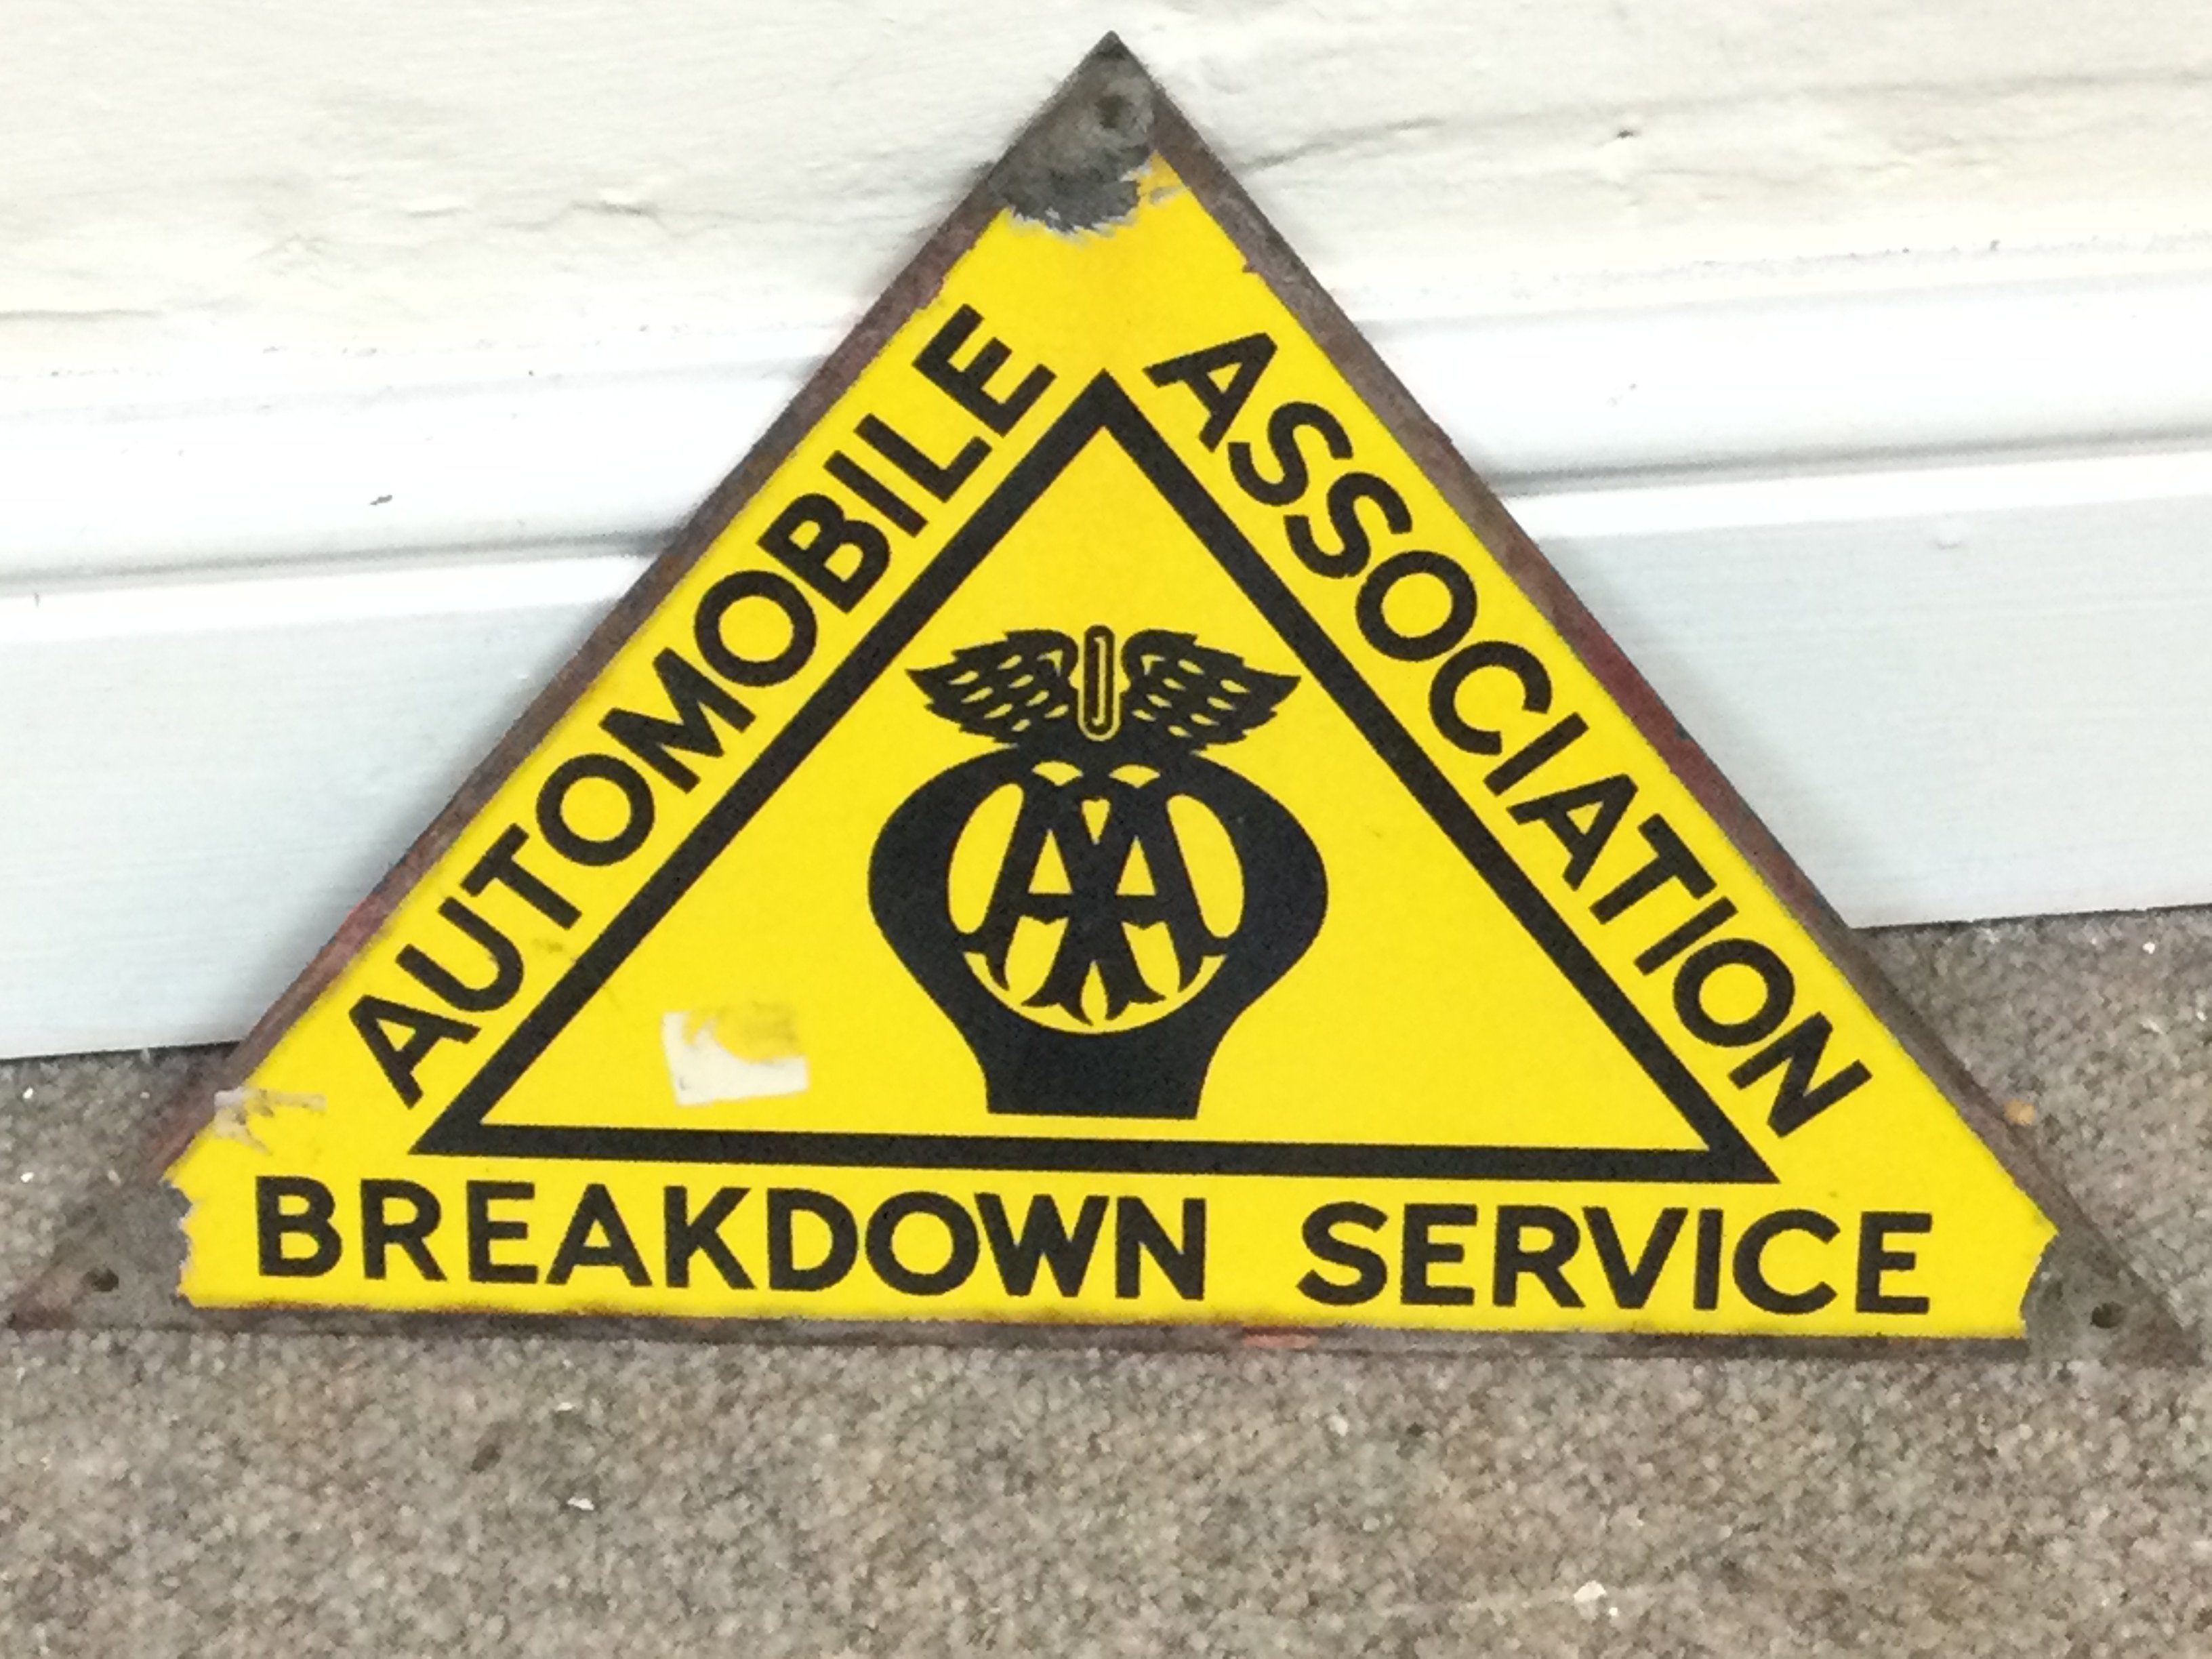 AUTOMOBILE
ASSOCIATION
AA
BREAKDOWN SERVICE